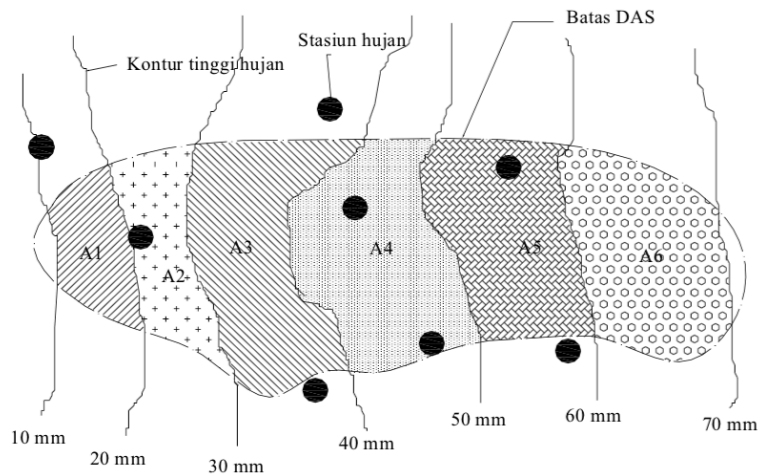 Batas DAS
Stasiun hujan
Kontur tinggi hujan
A1
A2
A3
A4
A5
A6
10 mm
20 mm
30 mm
40 mm
50 mm
60 mm
70 mm